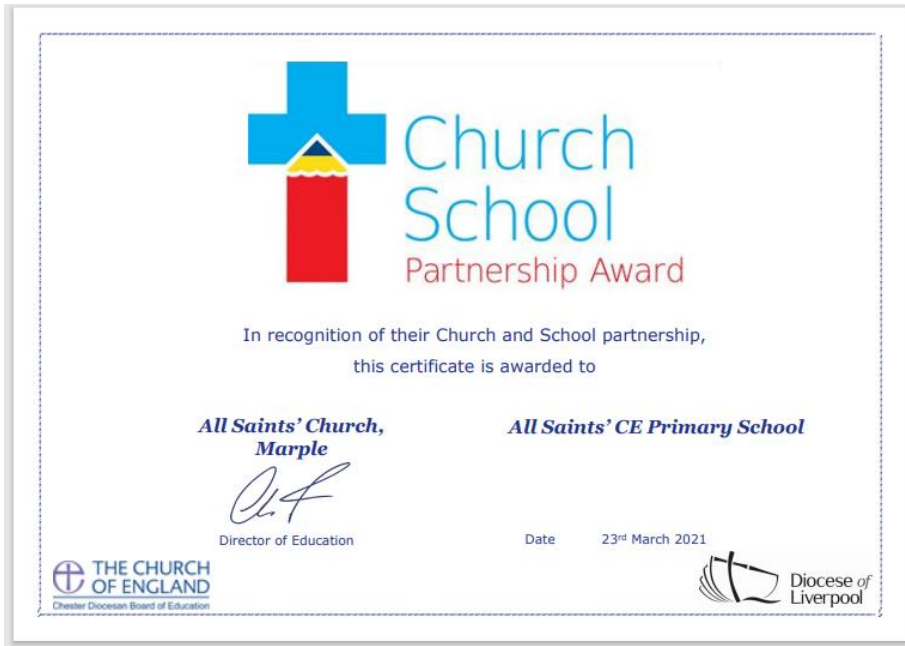 Church
School
Partnership Award
In recognition of their Church and School partnership,
this certificate is awarded to
All Saints’ Church,
Marple
All Saints’ CE Primary School
Director of Education
Date 23rd March 2021
THE CHURCH
OF ENGLAND
Chester Diocesan Board of Education
Diocese of
Liverpool